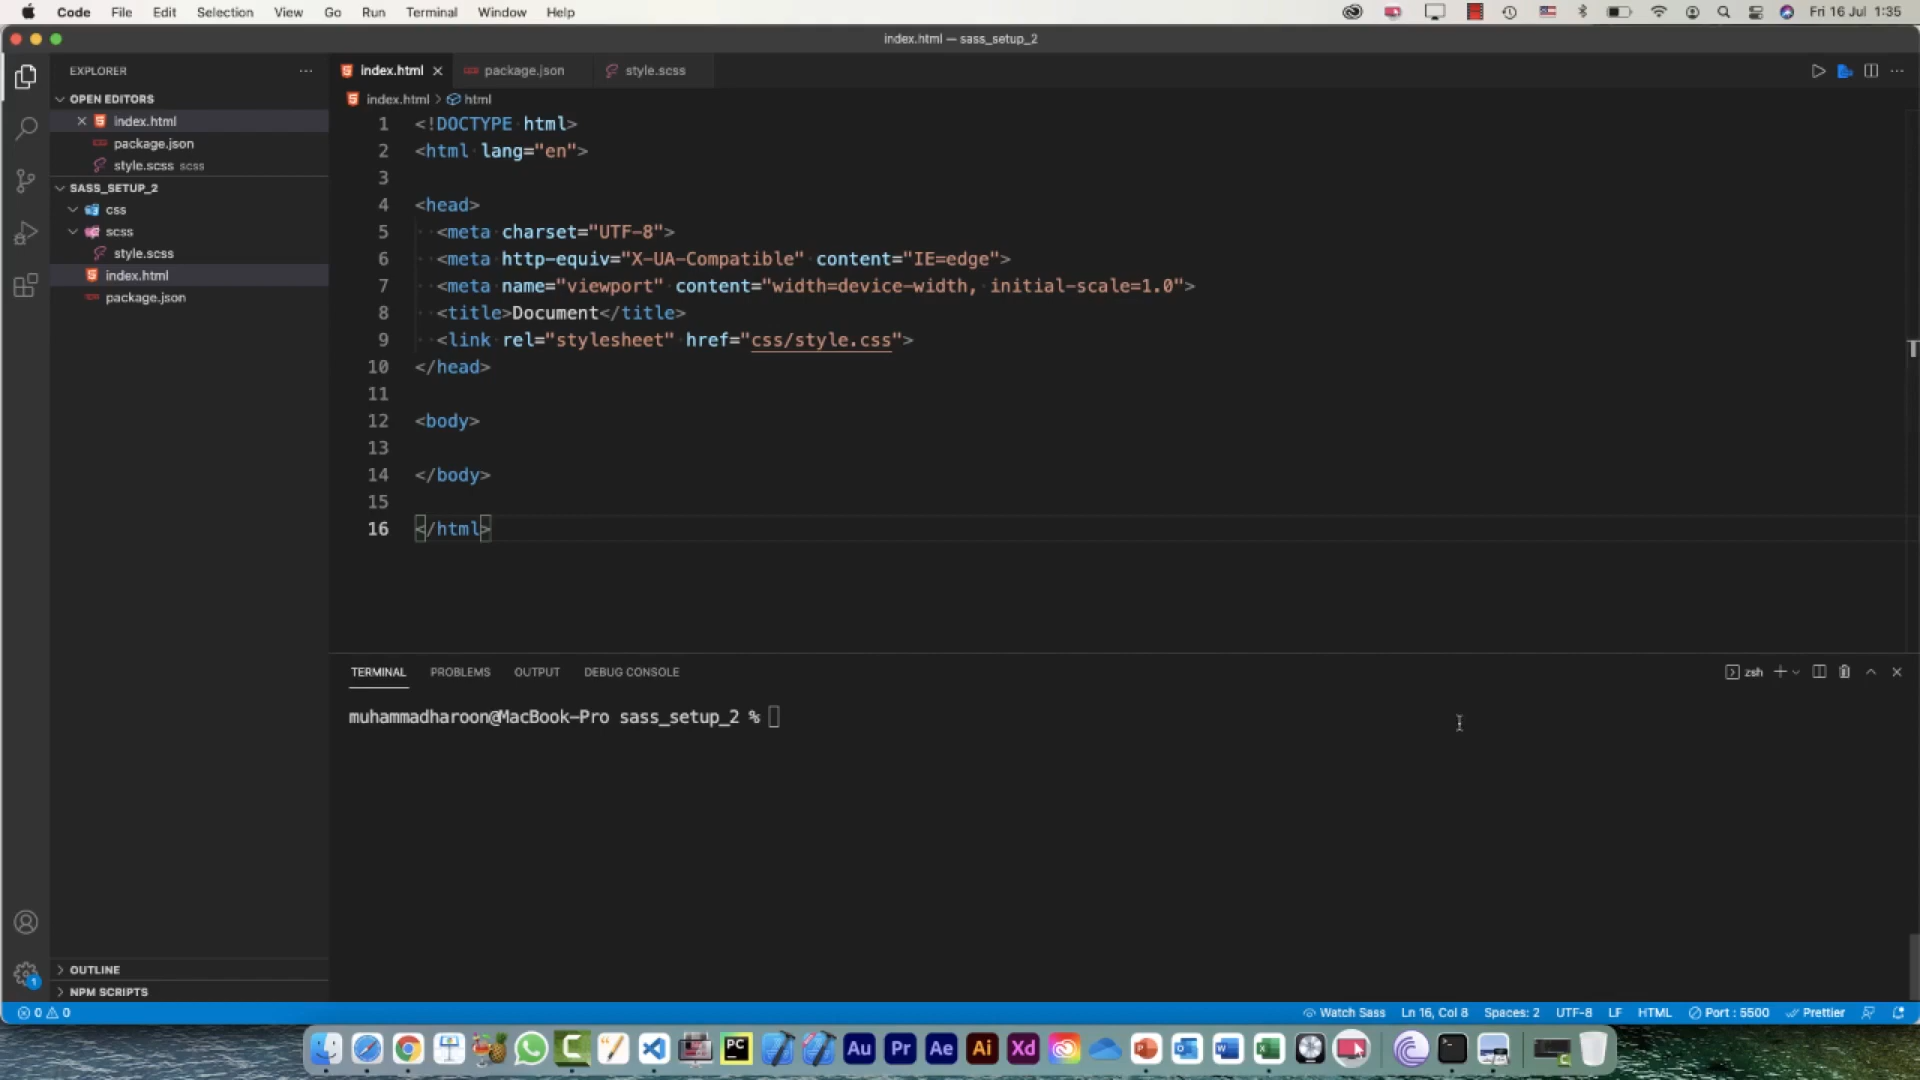 Code File Edit Selection View Go Run Terminal Window Help Fri 16 Jul 1:35
index.html — sass_setup_2
EXPLORER
index.html package.json style.scss
OPEN EDITORS
index.html > html
index.html
package.json
style.scss scss
SASS_SETUP_2
css
scss
style.scss
index.html
package.json
1 <!DOCTYPE html>
2 <html lang="en">
3
4 <head>
5 <meta charset="UTF-8">
6 <meta http-equiv="X-UA-Compatible" content="IE=edge">
7 <meta name="viewport" content="width=device-width, initial-scale=1.0">
8 <title>Document</title>
9 <link rel="stylesheet" href="css/style.css">
10 </head>
11
12 <body>
13
14 </body>
15
16 </html>
TERMINAL PROBLEMS OUTPUT DEBUG CONSOLE zsh
muhammadharoon@MacBook-Pro sass_setup_2 %
OUTLINE
NPM SCRIPTS
1
0 0 Watch Sass Ln 16, Col 8 Spaces: 2 UTF-8 LF HTML Port : 5500 Prettier
PC Au Pr Ae Ai Xd